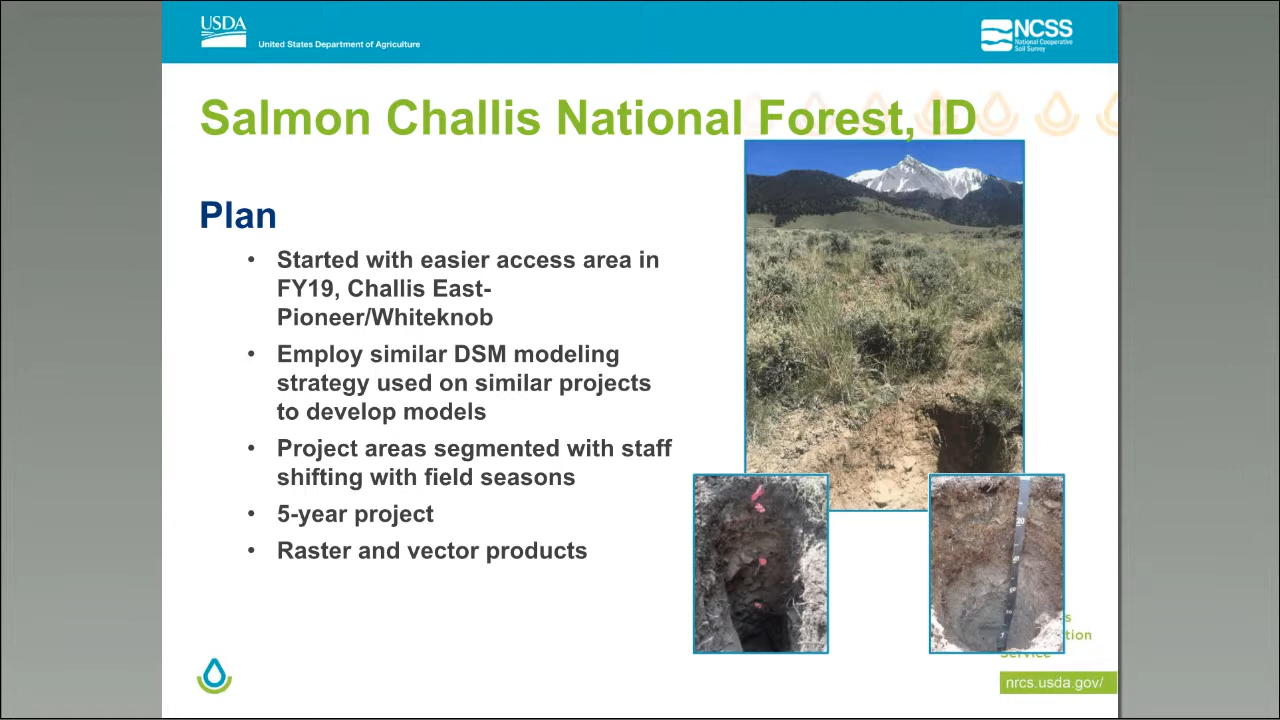 USDA
United States Department of Agriculture
NCSS
National Cooperative
Soil Survey
Salmon Challis National Forest, ID
Plan
• Started with easier access area in
FY19, Challis East-
Pioneer/Whiteknob
• Employ similar DSM modeling
strategy used on similar projects
to develop models
• Project areas segmented with staff
shifting with field seasons
• 5-year project
• Raster and vector products
s
tion
Service
nrcs.usda.gov/